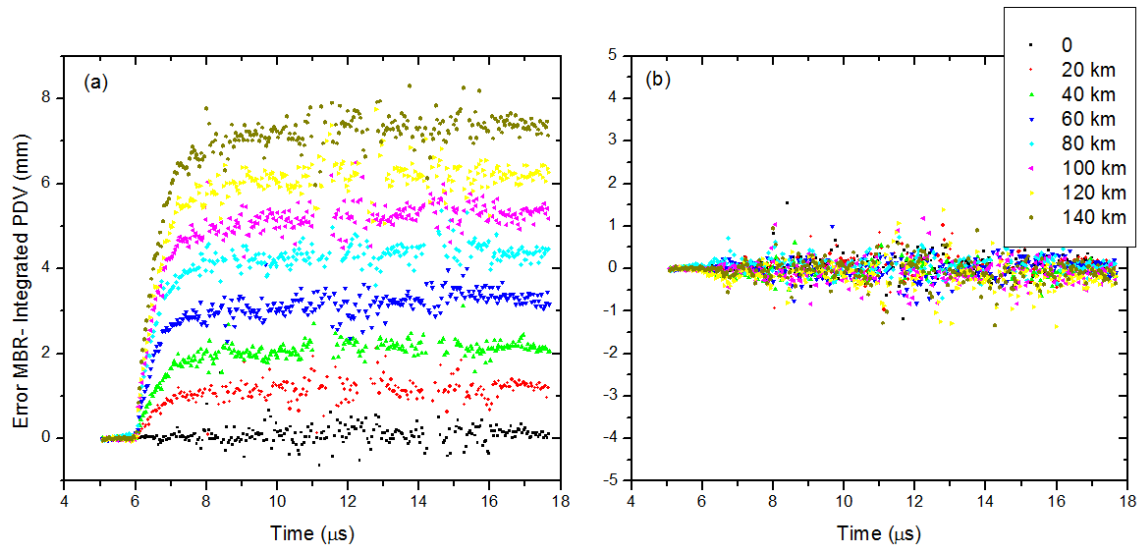 (a)
Error MBR- Integrated PDV (mm)
8
6
4
2
0
4 6 8 10 12 14 16 18
Time (μs)
(b)
5
4
3
2
1
0
-1
-2
-3
-4
-5
4 6 8 10 12 14 16 18
Time (μs)
0
20 km
40 km
60 km
80 km
100 km
120 km
140 km